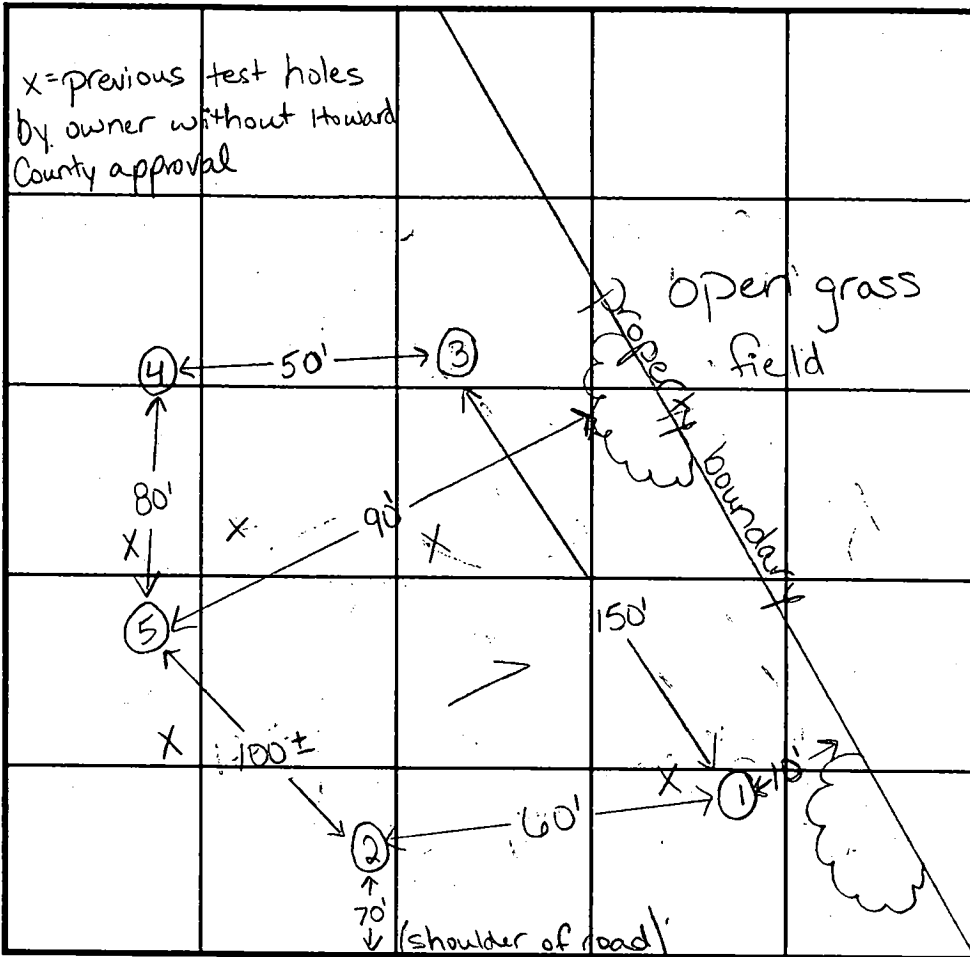 x=previous test holes
by owner without Howard
County approval
open grass
field
property boundary
4
50'
3
80'
X
X
90'
X
5
150'
X
100±
X
1
10'
60'
2
70'
(shoulder of road)